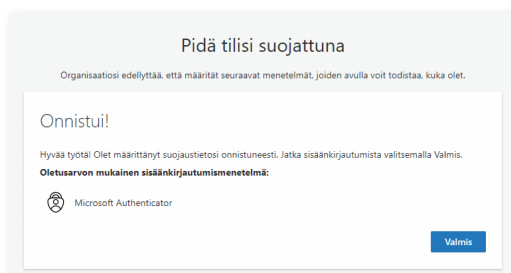 Pidä tilisi suojattuna
Organisaatiosi edellyttää, että määrität seuraavat menetelmät, joiden avulla voit todistaa, kuka olet.
Onnistui!
Hyvää työtä! Olet määrittänyt suojaustietosi onnistuneesti. Jatka sisäänkirjautumista valitsemalla Valmis.
Oletusarvon mukainen sisäänkirjautumismenetelmä:
Microsoft Authenticator
Valmis